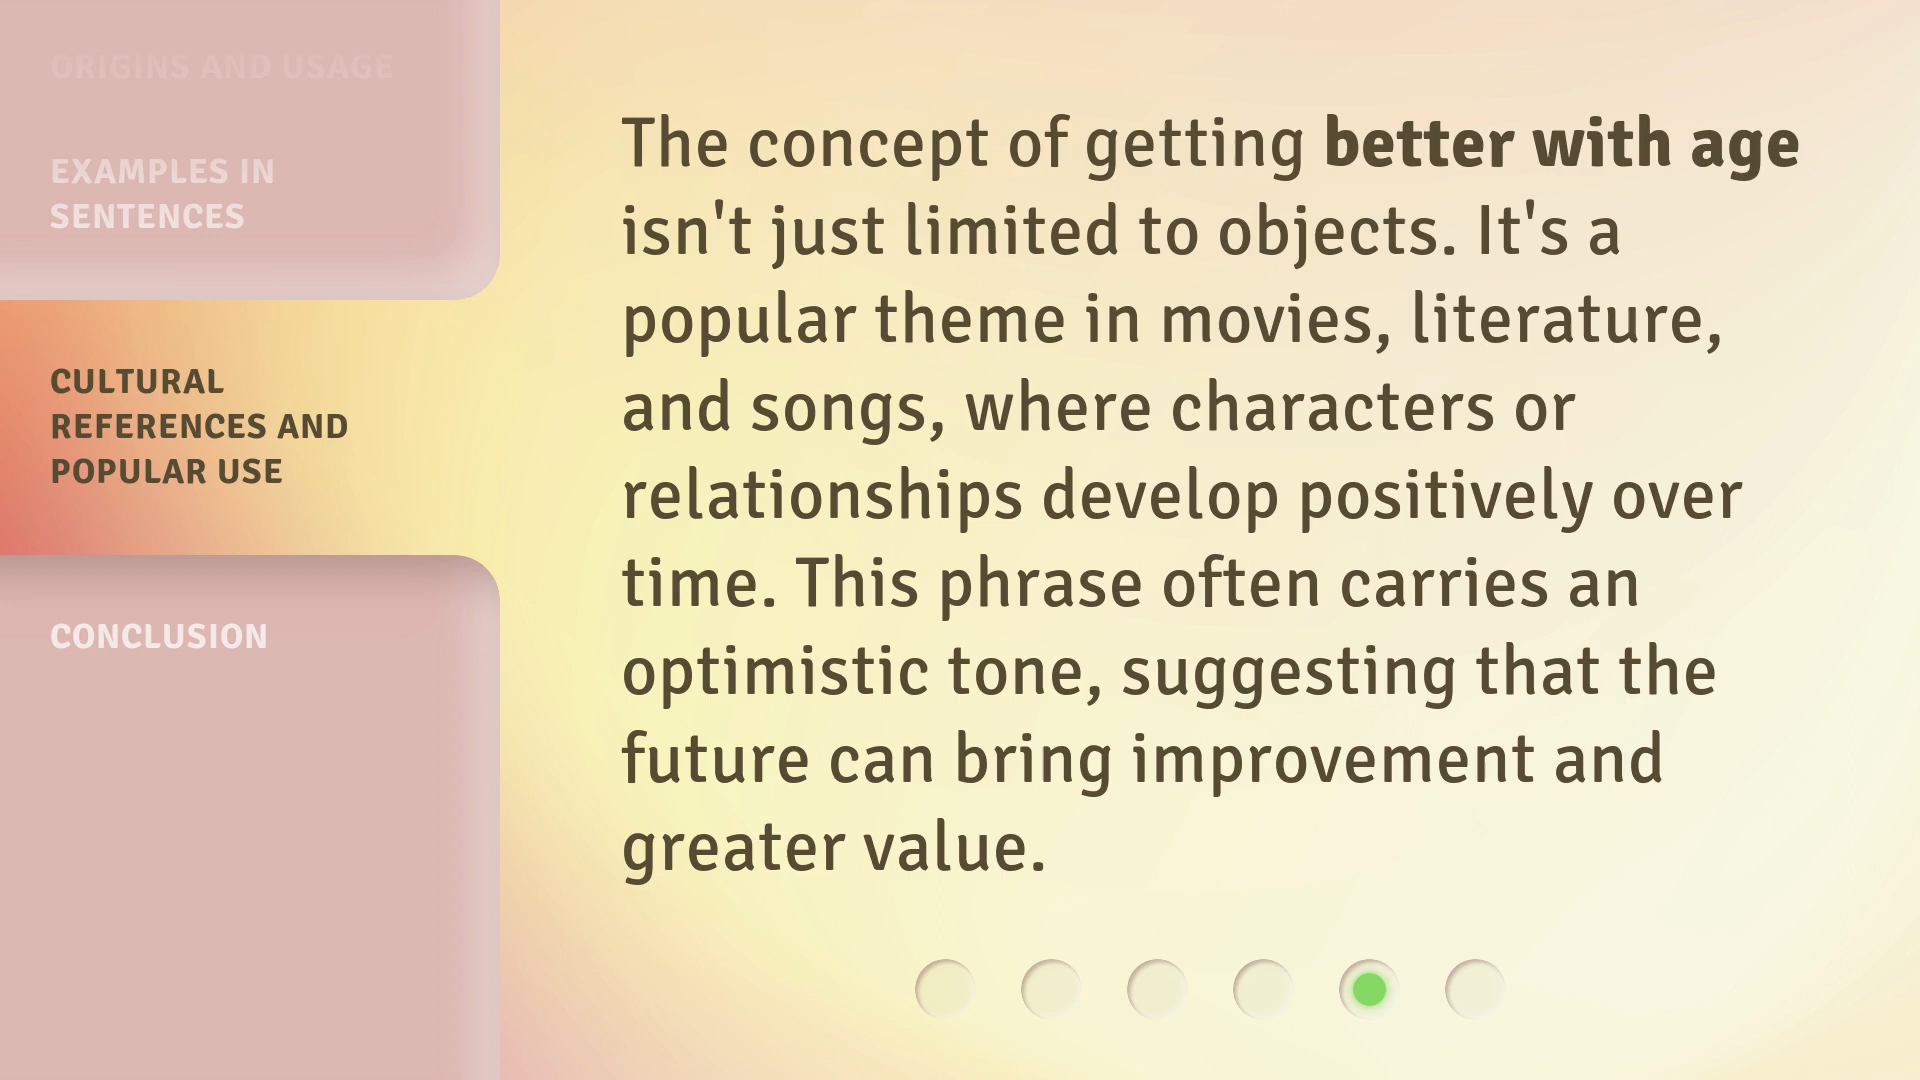 ORIGINS AND USAGE
EXAMPLES IN
SENTENCES
CULTURAL
REFERENCES AND
POPULAR USE
CONCLUSION
The concept of getting better with age
isn't just limited to objects. It's a
popular theme in movies, literature,
and songs, where characters or
relationships develop positively over
time. This phrase often carries an
optimistic tone, suggesting that the
future can bring improvement and
greater value.